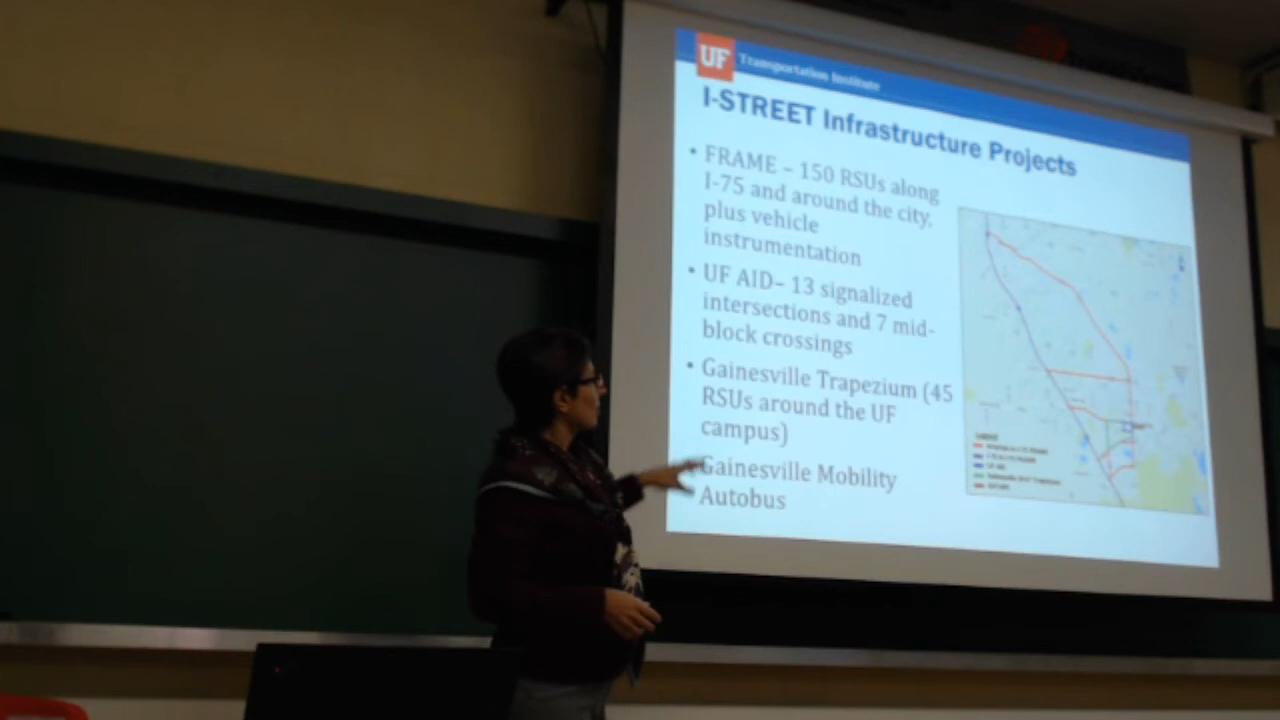 UF Transportation Institute
I-STREET Infrastructure Projects
• FRAME – 150 RSUs along
I-75 and around the city,
plus vehicle
instrumentation
• UF AID– 13 signalized
intersections and 7 mid-
block crossings
• Gainesville Trapezium (45
RSUs around the UF
campus)
Gainesville Mobility
Autobus